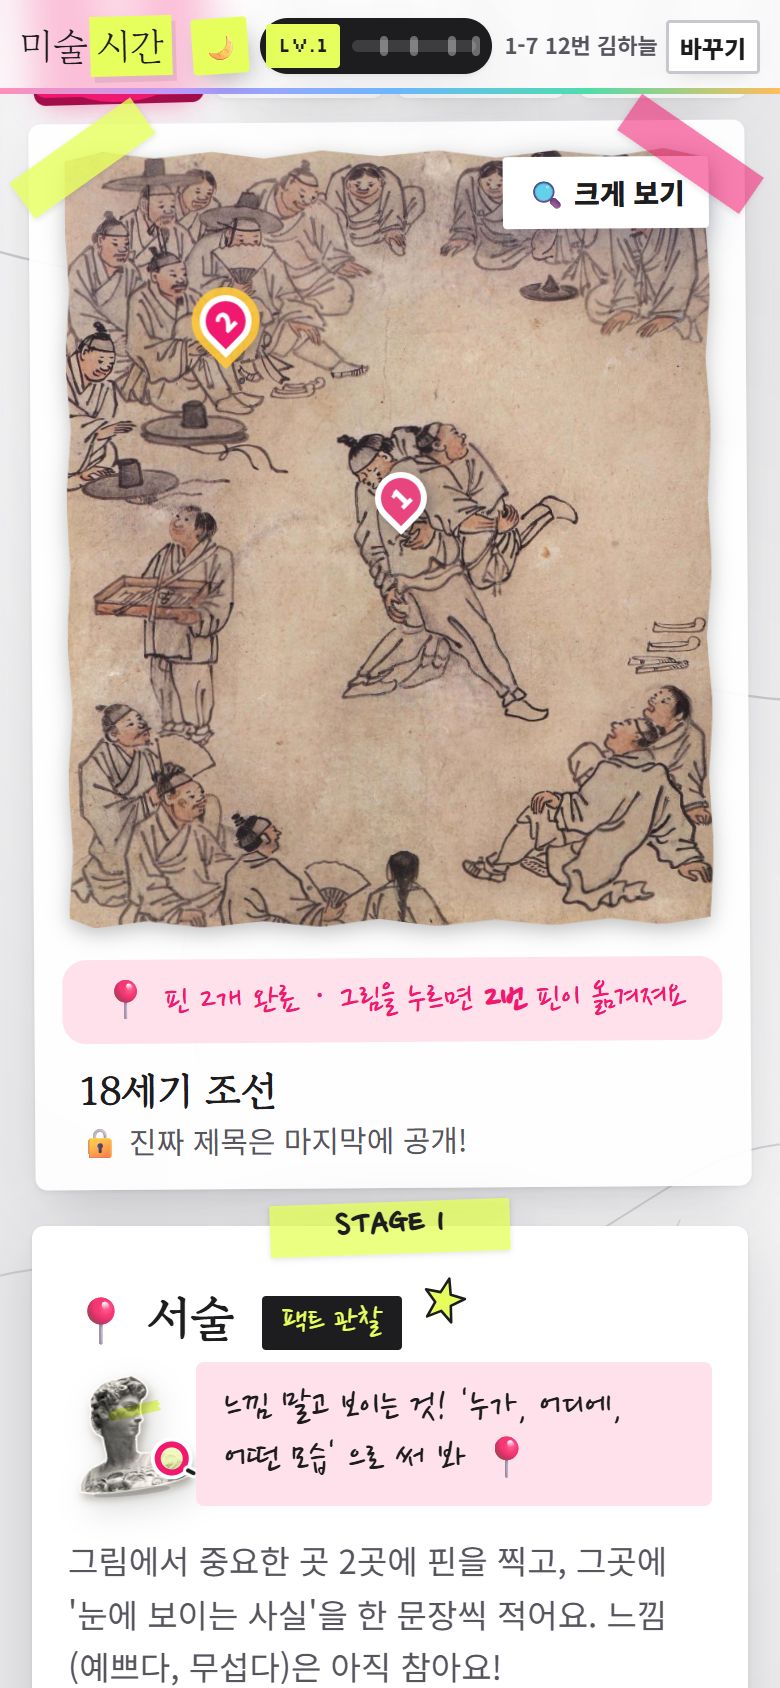 미술 시간 🌙 LV.1 1-7 12번 김하늘 바꾸기
🔍 크게 보기
2
1
📍 핀 2개 완료 · 그림을 누르면 2번 핀이 옮겨져요
18세기 조선
🔒 진짜 제목은 마지막에 공개!
STAGE 1
📍 서술 팩트 관찰
느낌 말고 보이는 것! '누가, 어디에,
어떤 모습' 으로 써 봐 📍
그림에서 중요한 곳 2곳에 핀을 찍고, 그곳에
'눈에 보이는 사실'을 한 문장씩 적어요. 느낌
(예쁘다, 무섭다)은 아직 참아요!